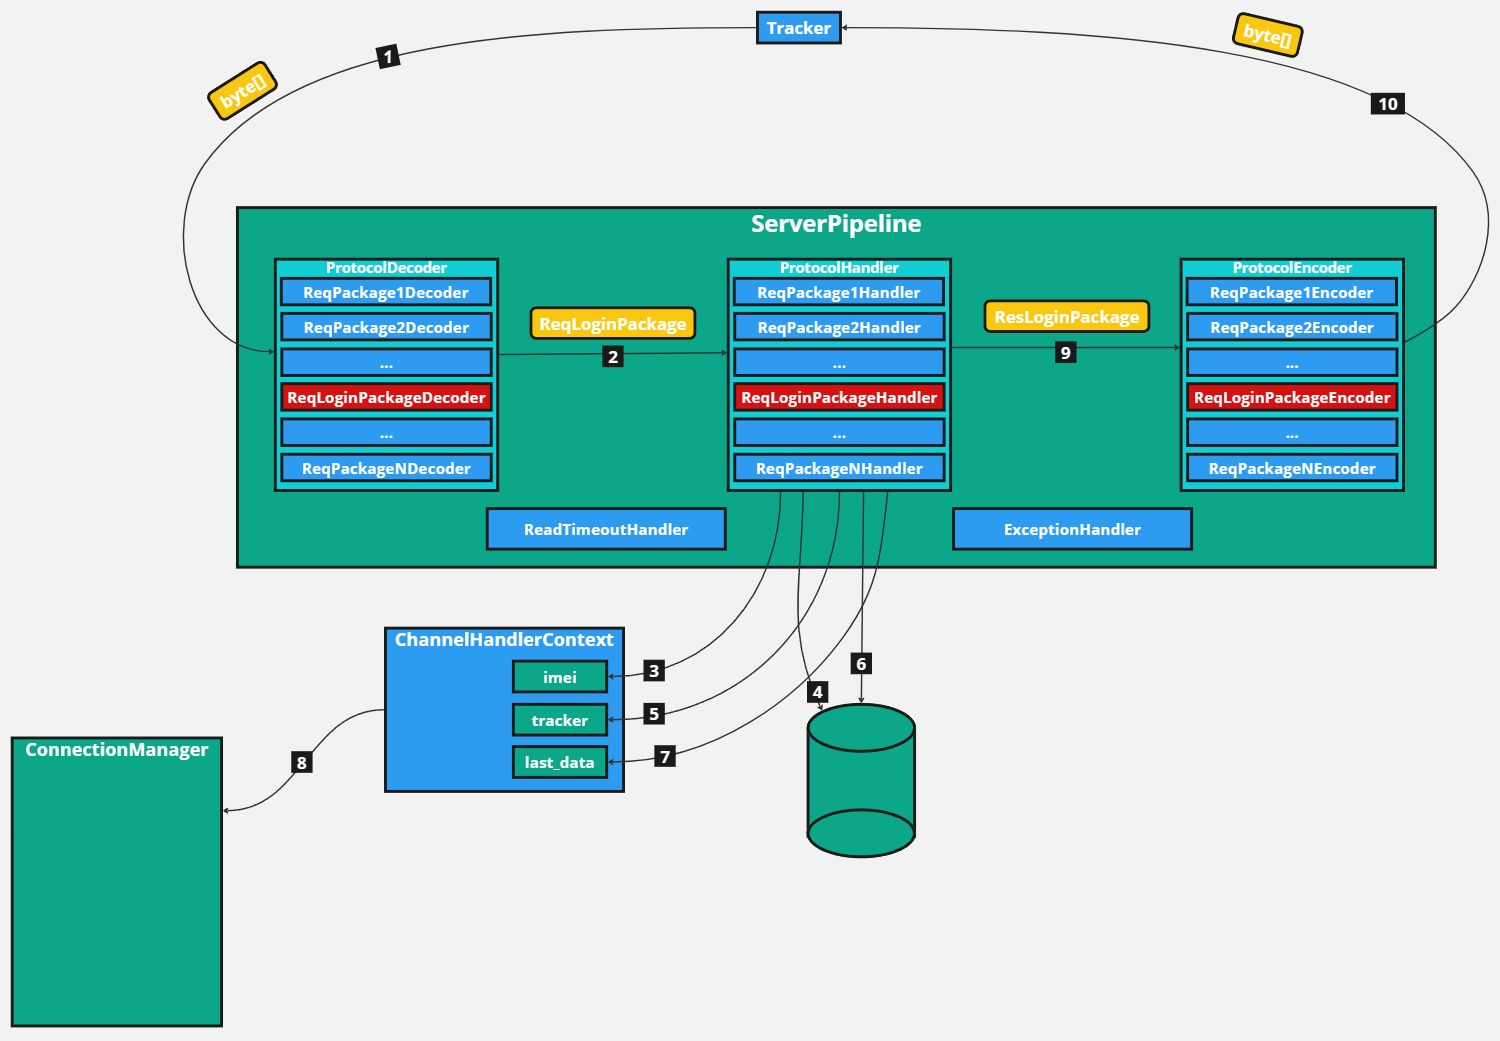 Tracker
byte[]
10
1
byte[]
ServerPipeline
ProtocolDecoder
ReqPackage1Decoder
ReqPackage2Decoder
...
ReqLoginPackageDecoder
...
ReqPackageNDecoder
ReqLoginPackage
2
ProtocolHandler
ReqPackage1Handler
ReqPackage2Handler
...
ReqLoginPackageHandler
...
ReqPackageNHandler
ResLoginPackage
9
ProtocolEncoder
ReqPackage1Encoder
ReqPackage2Encoder
...
ReqLoginPackageEncoder
...
ReqPackageNEncoder
ReadTimeoutHandler
ExceptionHandler
ChannelHandlerContext
imei
tracker
last_data
3
5
7
4
6
8
ConnectionManager